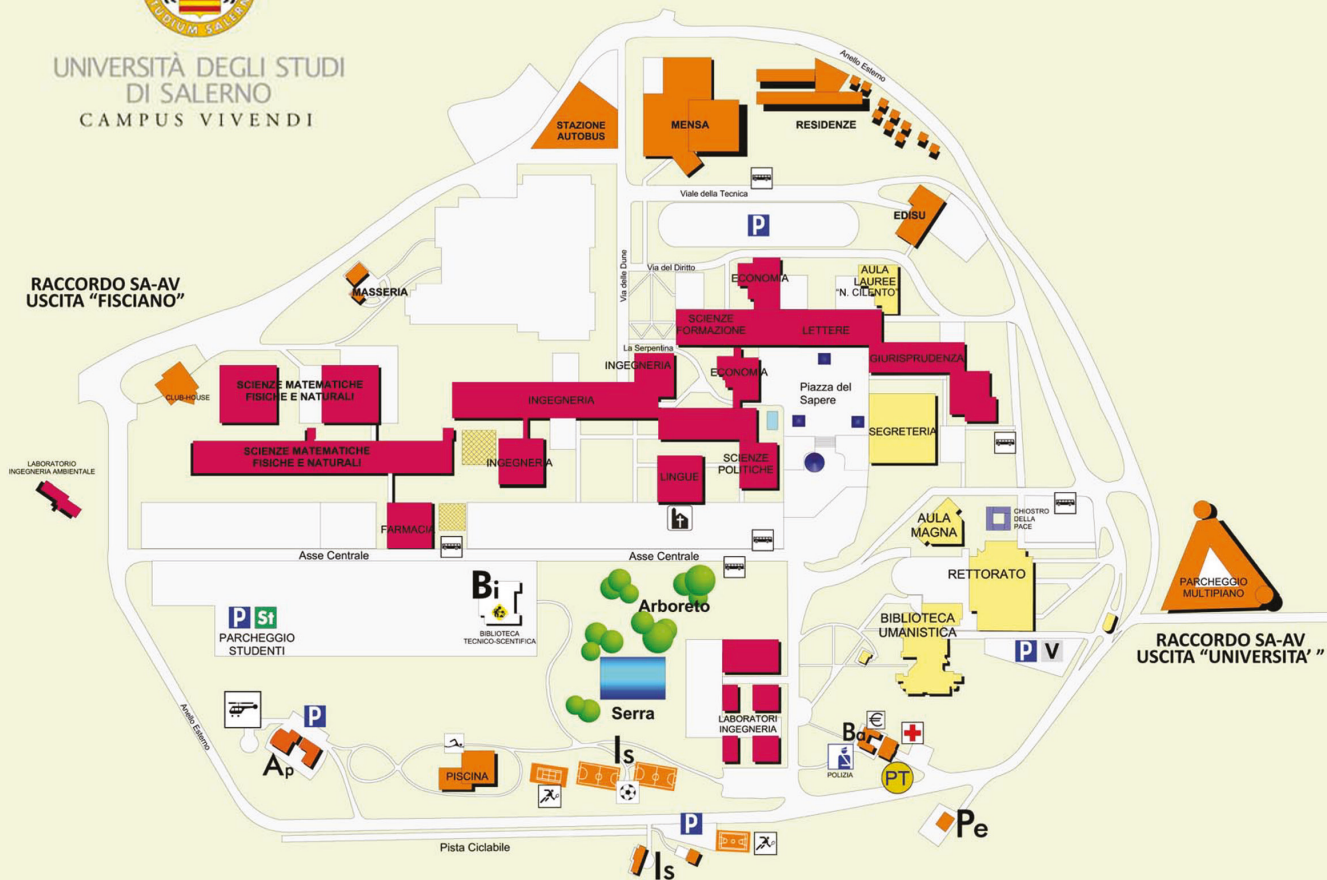 STUDIUM SALERNI
UNIVERSITÀ DEGLI STUDI
DI SALERNO
CAMPUS VIVENDI
Anello Esterno
STAZIONE
AUTOBUS
MENSA
RESIDENZE
Viale della Tecnica
P
EDISU
RACCORDO SA-AV
USCITA “FISCIANO”
MASSERIA
Via delle Dune
Via del Diritto
ECONOMIA
AULA
LAUREE
“N. CILENTO”
SCIENZE
FORMAZIONE
LETTERE
La Serpentina
INGEGNERIA
ECONOMIA
GIURISPRUDENZA
Piazza del
Sapere
CLUB-HOUSE
SCIENZE MATEMATICHE
FISICHE E NATURALI
INGEGNERIA
SEGRETERIA
SCIENZE MATEMATICHE
FISICHE E NATURALI
INGEGNERIA
LINGUE
SCIENZE
POLITICHE
LABORATORIO
INGEGNERIA AMBIENTALE
FARMACIA
AULA
MAGNA
CHIOSTRO
DELLA
PACE
Asse Centrale
Asse Centrale
RETTORATO
PARCHEGGIO
MULTIPIANO
Bi
BIBLIOTECA
TECNICO-SCIENTIFICA
Arboreto
P St
PARCHEGGIO
STUDENTI
BIBLIOTECA
UMANISTICA
P V
RACCORDO SA-AV
USCITA “UNIVERSITA’ ”
Serra
LABORATORI
INGEGNERIA
Anello Esterno
P
Ap
PISCINA
Is
Ba
€
POLIZIA
PT
Pe
P
Pista Ciclabile
Is